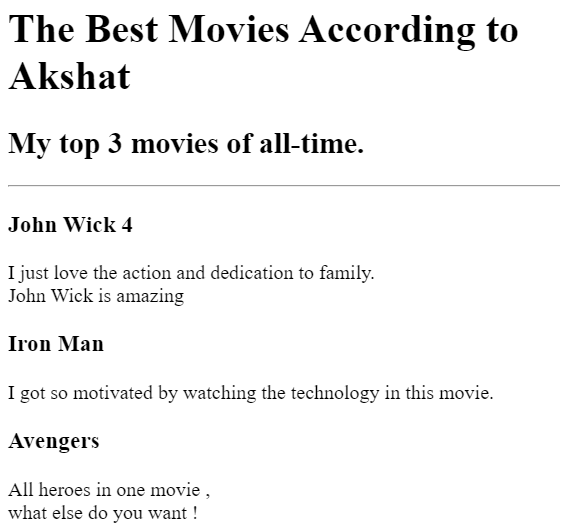 The Best Movies According to
Akshat
My top 3 movies of all-time.
John Wick 4
I just love the action and dedication to family.
John Wick is amazing
Iron Man
I got so motivated by watching the technology in this movie.
Avengers
All heroes in one movie ,
what else do you want !